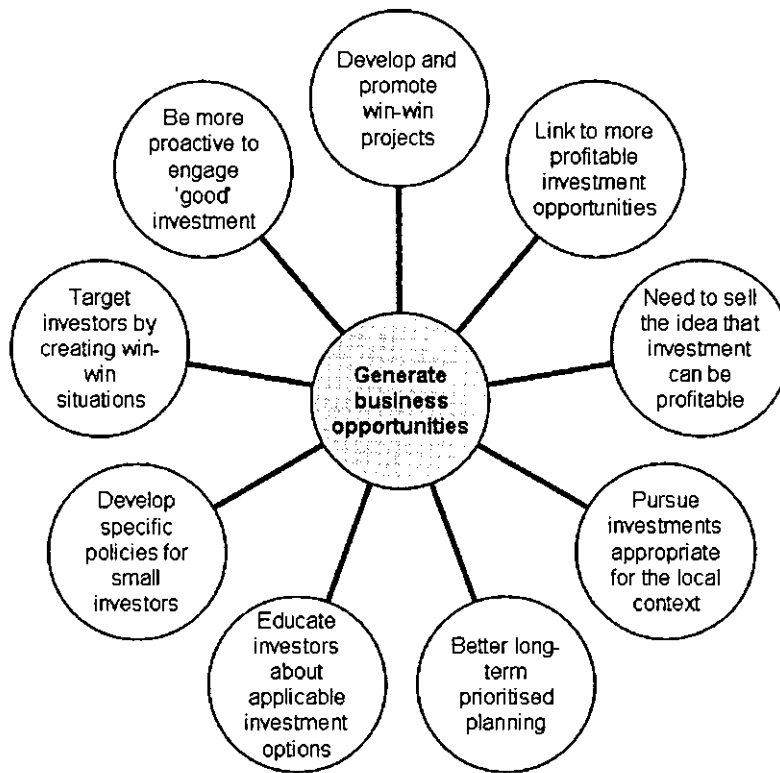 Develop and
promote
win-win
projects
Link to more
profitable
investment
opportunities
Need to sell
the idea that
investment
can be
profitable
Pursue
investments
appropriate
for the local
context
Better long-
term
prioritised
planning
Educate
investors
about
applicable
investment
options
Develop
specific
policies for
small
investors
Target
investors by
creating win-
win
situations
Be more
proactive to
engage
'good'
investment
Generate
business
opportunities